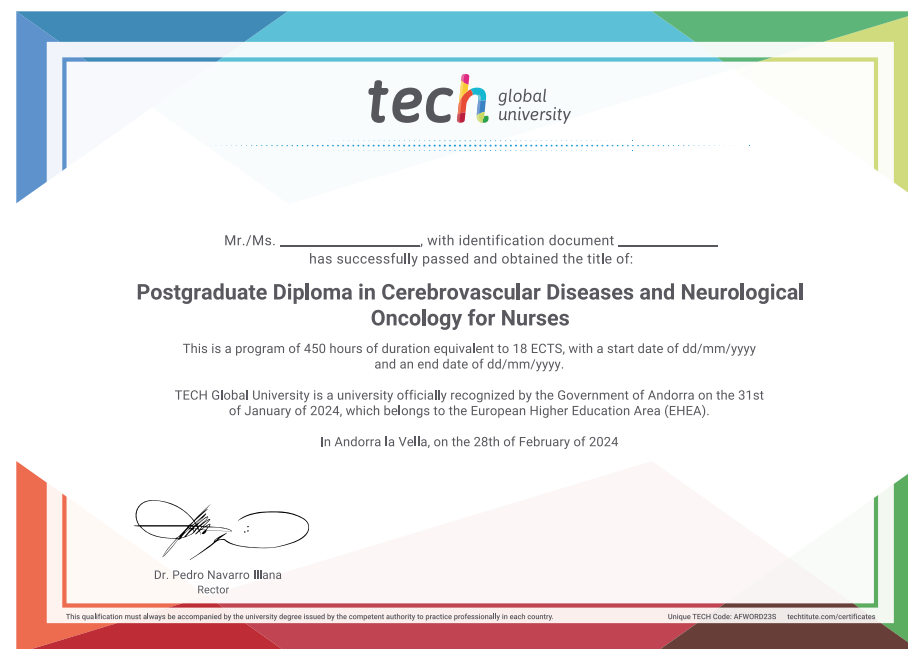 tech global university
Mr./Ms. ____________________, with identification document ______________
has successfully passed and obtained the title of:
Postgraduate Diploma in Cerebrovascular Diseases and Neurological
Oncology for Nurses
This is a program of 450 hours of duration equivalent to 18 ECTS, with a start date of dd/mm/yyyy
and an end date of dd/mm/yyyy.
TECH Global University is a university officially recognized by the Government of Andorra on the 31st
of January of 2024, which belongs to the European Higher Education Area (EHEA).
In Andorra la Vella, on the 28th of February of 2024
Dr. Pedro Navarro Illana
Rector
This qualification must always be accompanied by the university degree issued by the competent authority to practice professionally in each country. Unique TECH Code: AFWORD23S techtitute.com/certificates